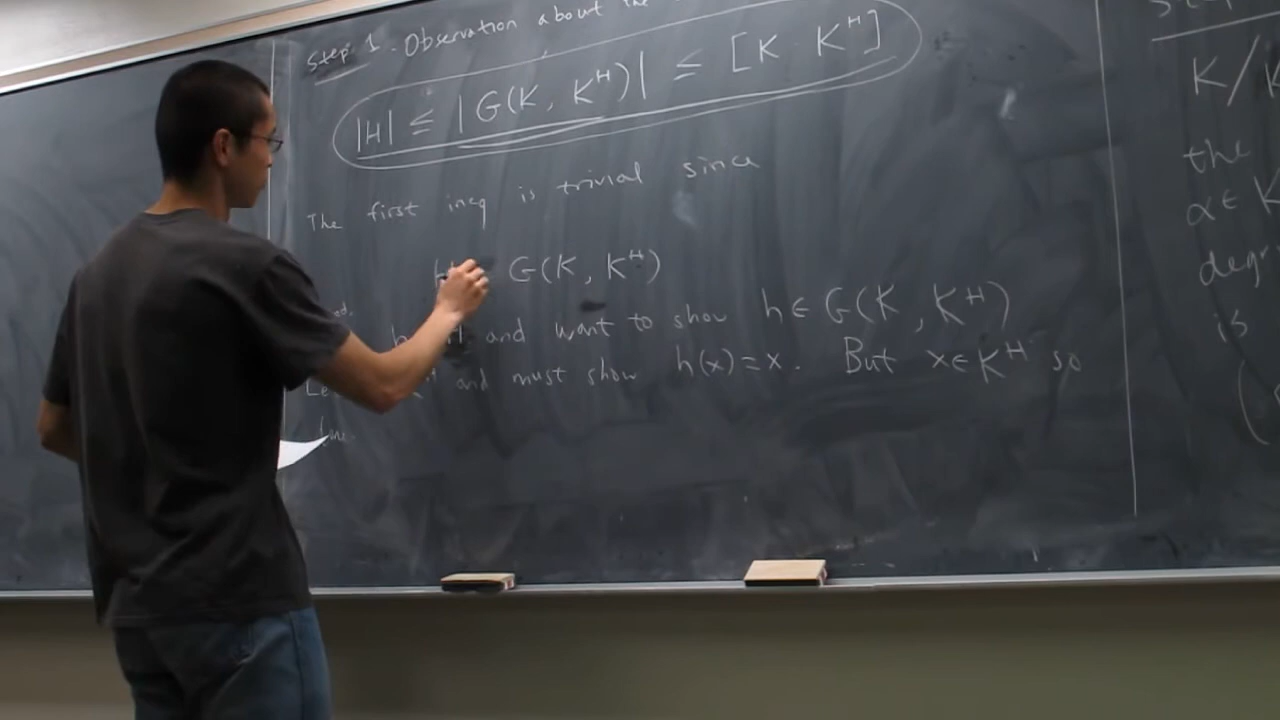 Step 1. Observation about the
|H| ≤ |G(K, K^H)| ≤ [K : K^H]
The first ineq is trivial since
G(K, K^H)
and want to show h ∈ G(K, K^H)
and must show h(x) = x. But x ∈ K^H so
K/K
the
α ∈ K
degr
is